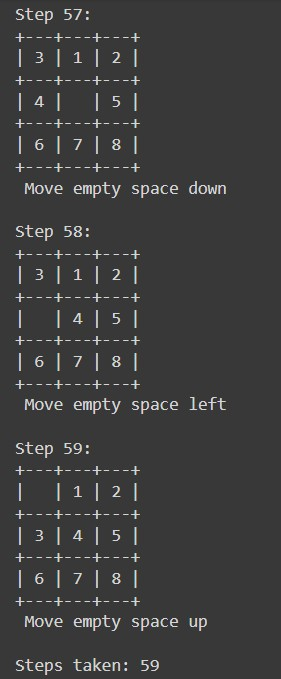 Step 57:
+---+---+---+
| 3 | 1 | 2 |
+---+---+---+
| 4 |   | 5 |
+---+---+---+
| 6 | 7 | 8 |
+---+---+---+
 Move empty space down

Step 58:
+---+---+---+
| 3 | 1 | 2 |
+---+---+---+
|   | 4 | 5 |
+---+---+---+
| 6 | 7 | 8 |
+---+---+---+
 Move empty space left

Step 59:
+---+---+---+
|   | 1 | 2 |
+---+---+---+
| 3 | 4 | 5 |
+---+---+---+
| 6 | 7 | 8 |
+---+---+---+
 Move empty space up

Steps taken: 59